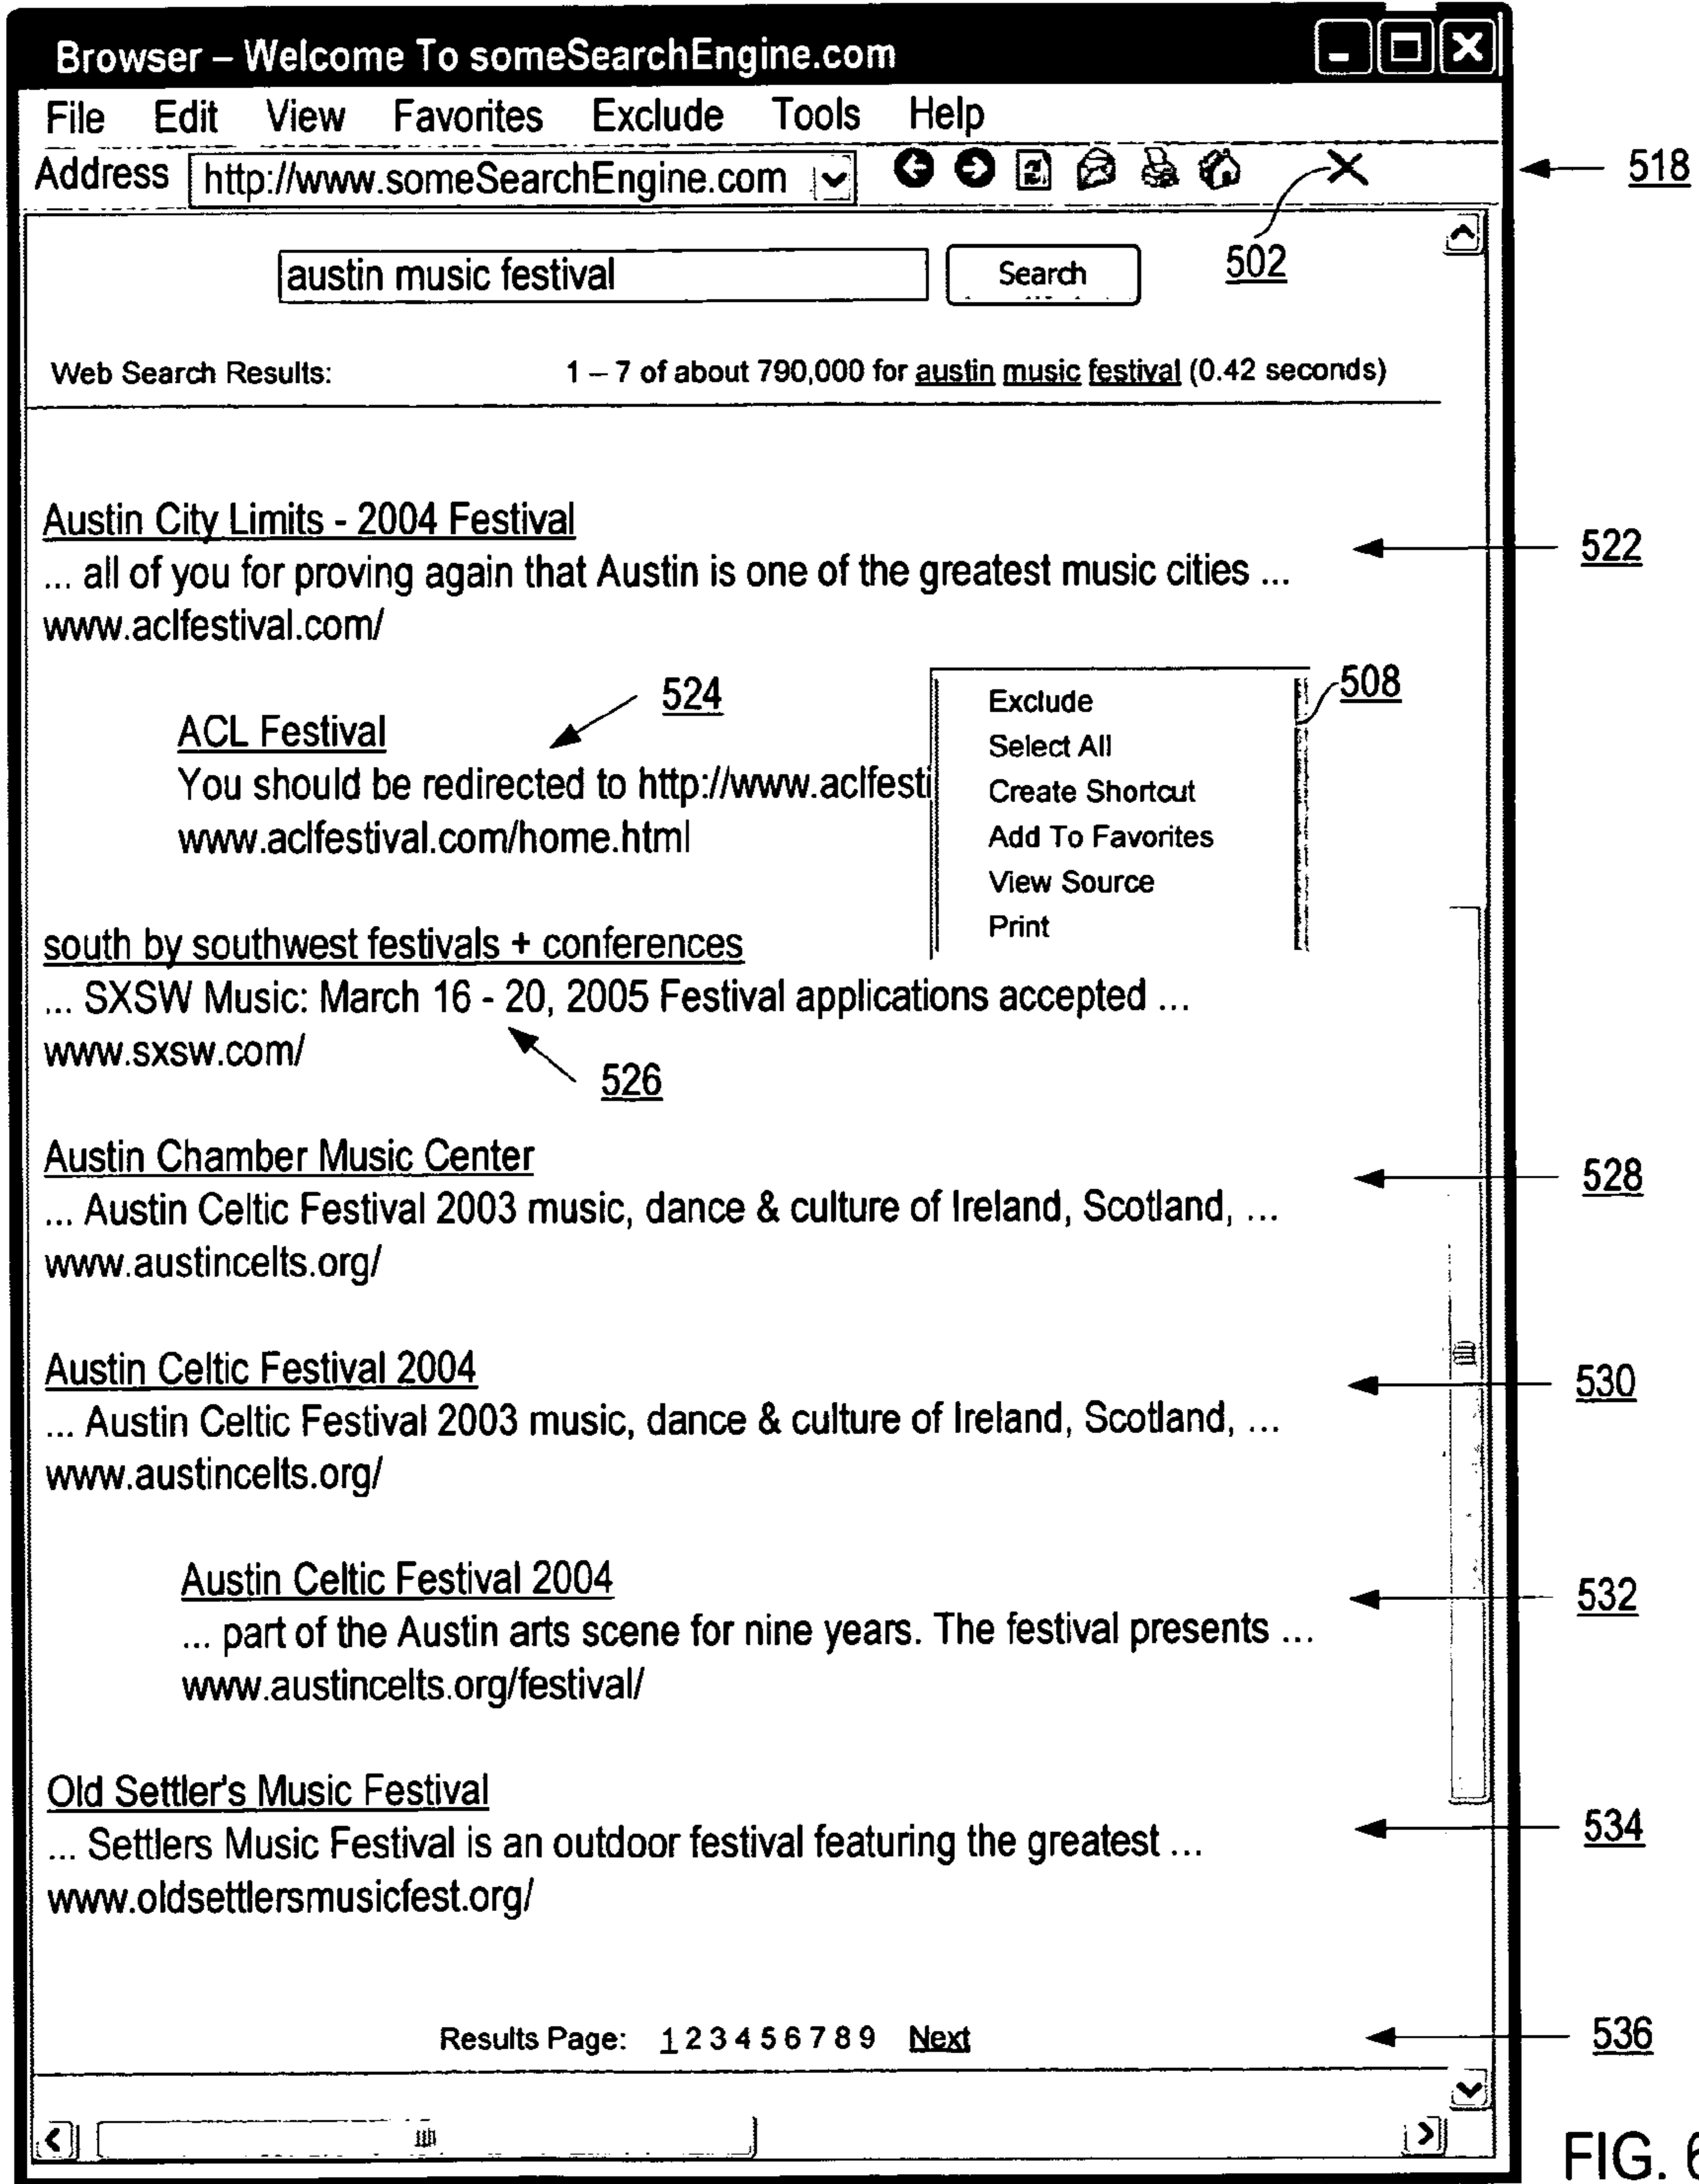 Browser – Welcome To someSearchEngine.com
File Edit View Favorites Exclude Tools Help
Address http://www.someSearchEngine.com
518
austin music festival Search 502
Web Search Results: 1 – 7 of about 790,000 for austin music festival (0.42 seconds)
Austin City Limits - 2004 Festival
522
... all of you for proving again that Austin is one of the greatest music cities ...
www.aclfestival.com/
524
ACL Festival
You should be redirected to http://www.aclfesti
www.aclfestival.com/home.html
508
Exclude
Select All
Create Shortcut
Add To Favorites
View Source
Print
south by southwest festivals + conferences
... SXSW Music: March 16 - 20, 2005 Festival applications accepted ...
www.sxsw.com/
526
Austin Chamber Music Center
528
... Austin Celtic Festival 2003 music, dance & culture of Ireland, Scotland, ...
www.austincelts.org/
Austin Celtic Festival 2004
530
... Austin Celtic Festival 2003 music, dance & culture of Ireland, Scotland, ...
www.austincelts.org/
Austin Celtic Festival 2004
532
... part of the Austin arts scene for nine years. The festival presents ...
www.austincelts.org/festival/
Old Settler's Music Festival
534
... Settlers Music Festival is an outdoor festival featuring the greatest ...
www.oldsettlersmusicfest.org/
Results Page: 1 2 3 4 5 6 7 8 9 Next
536
FIG. 6